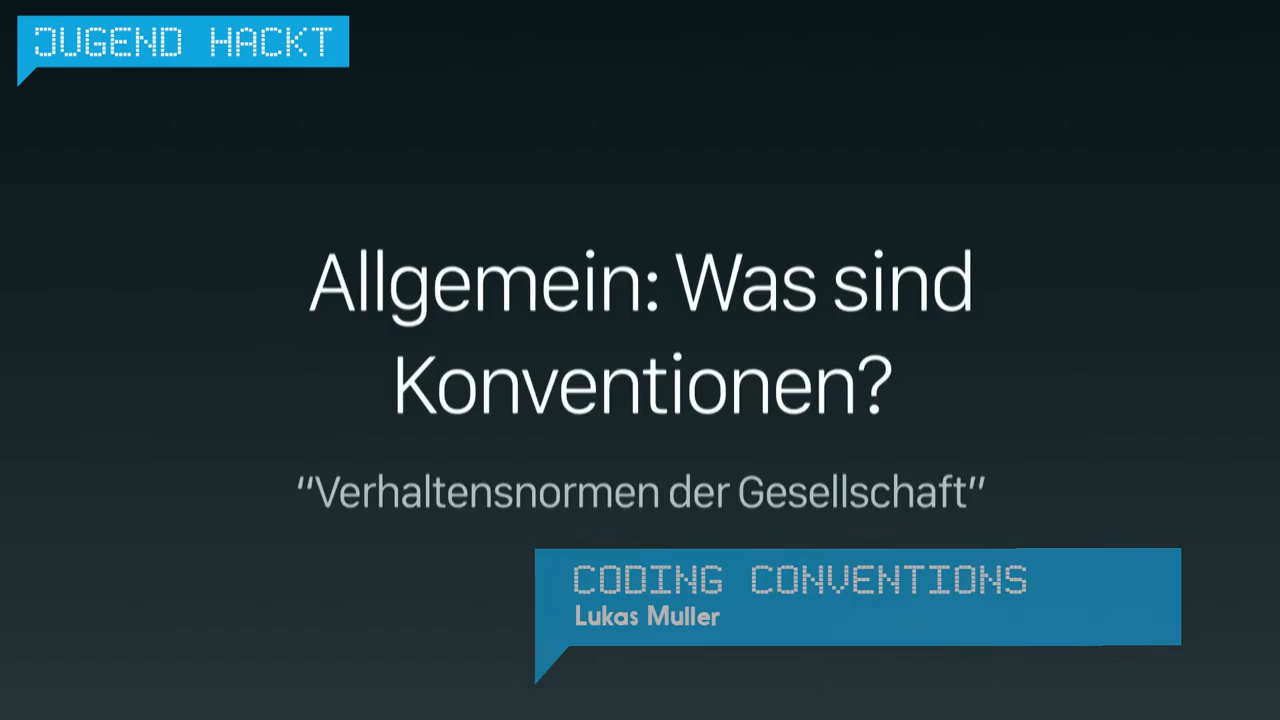 JUGEND HACKT
Allgemein: Was sind
Konventionen?
“Verhaltensnormen der Gesellschaft”
CODING CONVENTIONS
Lukas Muller